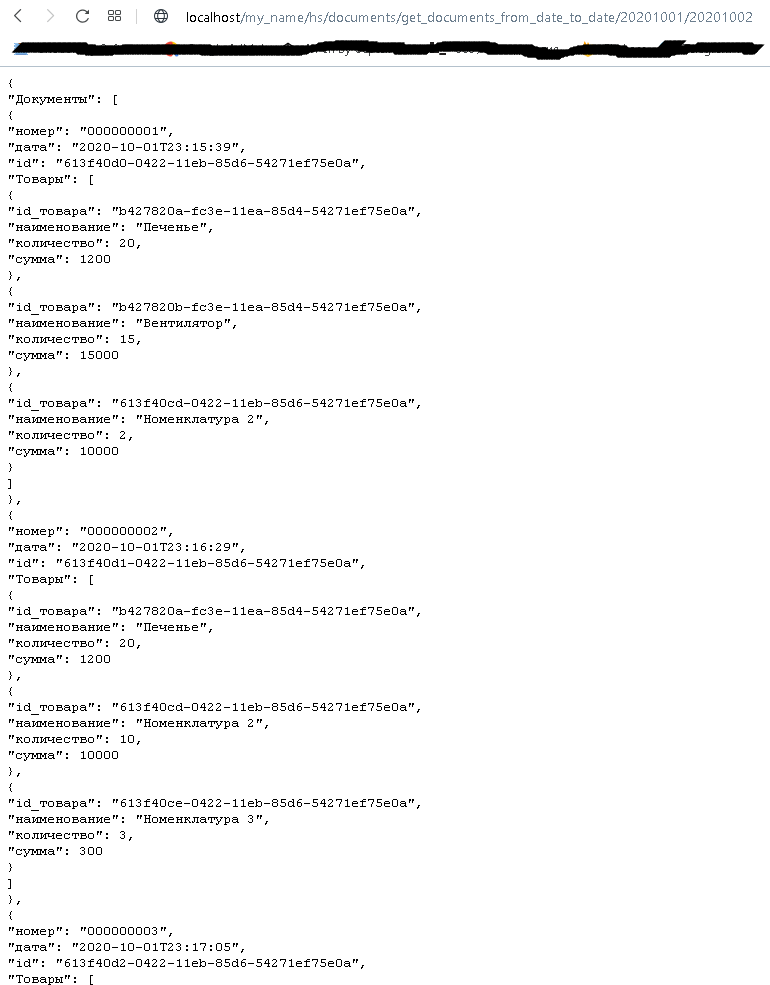 localhost/my_name/hs/documents/get_documents_from_date_to_date/20201001/20201002
{
"Документы": [
{
"номер": "000000001",
"дата": "2020-10-01T23:15:39",
"id": "613f40d0-0422-11eb-85d6-54271ef75e0a",
"Товары": [
{
"id_товара": "b427820a-fc3e-11ea-85d4-54271ef75e0a",
"наименование": "Печенье",
"количество": 20,
"сумма": 1200
},
{
"id_товара": "b427820b-fc3e-11ea-85d4-54271ef75e0a",
"наименование": "Вентилятор",
"количество": 15,
"сумма": 15000
},
{
"id_товара": "613f40cd-0422-11eb-85d6-54271ef75e0a",
"наименование": "Номенклатура 2",
"количество": 2,
"сумма": 10000
}
]
},
{
"номер": "000000002",
"дата": "2020-10-01T23:16:29",
"id": "613f40d1-0422-11eb-85d6-54271ef75e0a",
"Товары": [
{
"id_товара": "b427820a-fc3e-11ea-85d4-54271ef75e0a",
"наименование": "Печенье",
"количество": 20,
"сумма": 1200
},
{
"id_товара": "613f40cd-0422-11eb-85d6-54271ef75e0a",
"наименование": "Номенклатура 2",
"количество": 10,
"сумма": 10000
},
{
"id_товара": "613f40ce-0422-11eb-85d6-54271ef75e0a",
"наименование": "Номенклатура 3",
"количество": 3,
"сумма": 300
}
]
},
{
"номер": "000000003",
"дата": "2020-10-01T23:17:05",
"id": "613f40d2-0422-11eb-85d6-54271ef75e0a",
"Товары": [